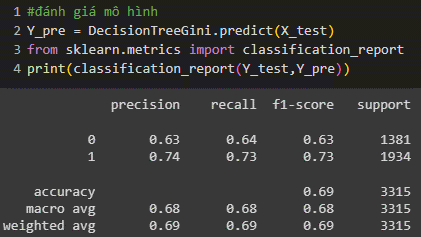 1 #đánh giá mô hình
2 Y_pre = DecisionTreeGini.predict(X_test)
3 from sklearn.metrics import classification_report
4 print(classification_report(Y_test,Y_pre))
precision recall f1-score support
0 0.63 0.64 0.63 1381
1 0.74 0.73 0.73 1934
accuracy 0.69 3315
macro avg 0.68 0.68 0.68 3315
weighted avg 0.69 0.69 0.69 3315